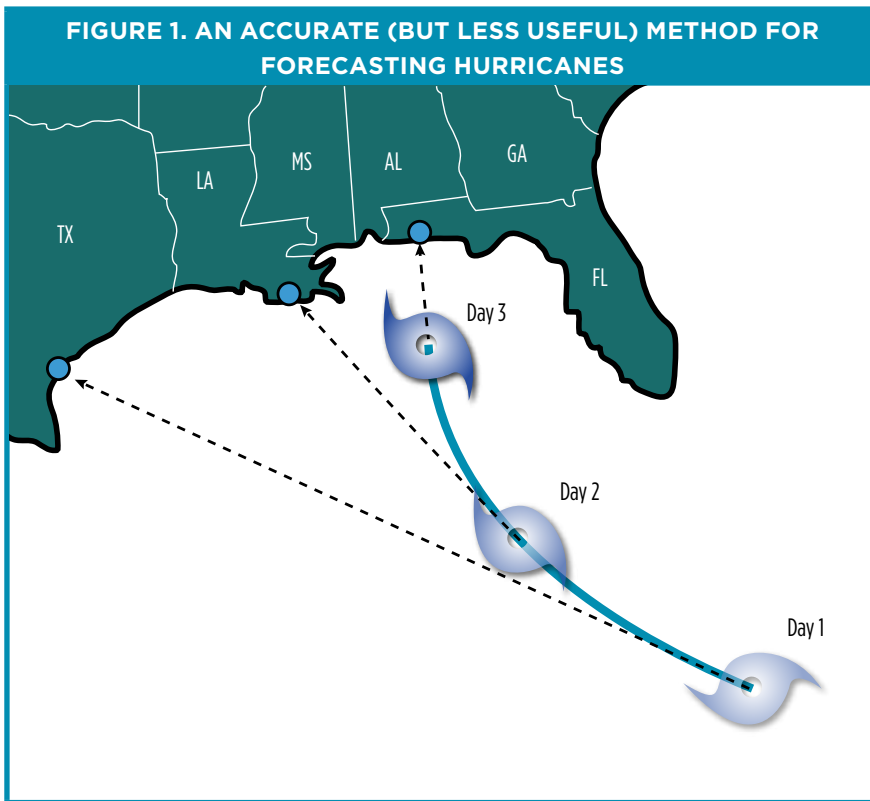 FIGURE 1. AN ACCURATE (BUT LESS USEFUL) METHOD FOR
FORECASTING HURRICANES
MS
AL
GA
LA
TX
FL
Day 3
Day 2
Day 1